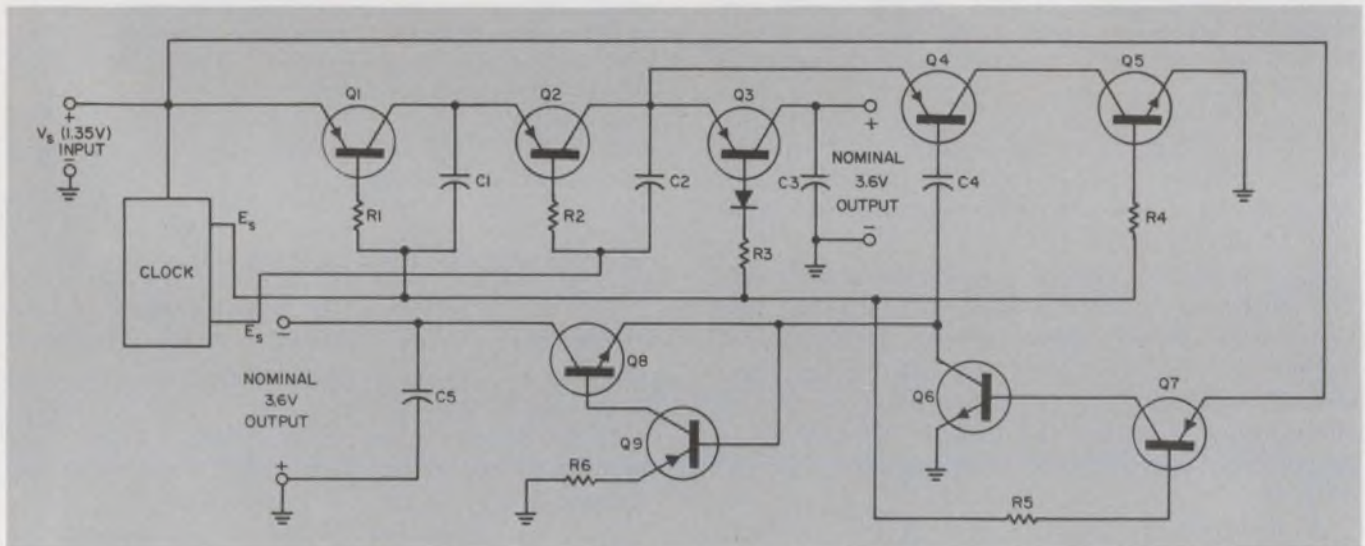 Q1
Q2
Q3
Q4
Q5
+
Vs (1.35V)
INPUT
−
C1
C2
C3
+
NOMINAL
3.6V
OUTPUT
−
C4
R1
R2
R3
R4
CLOCK
Es
Es
−
NOMINAL
3.6V
OUTPUT
+
C5
Q8
Q9
R6
Q6
Q7
R5